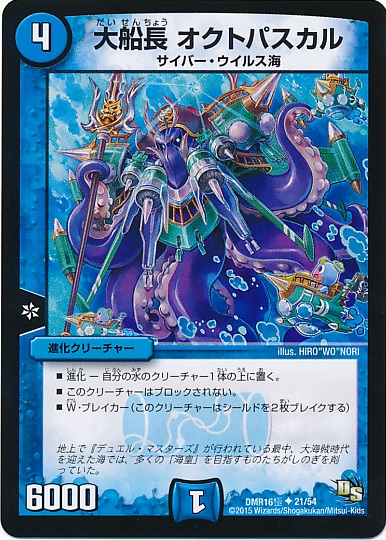 4
だいせんちょう
大船長 オクトパスカル
サイバー・ウイルス海
進化クリーチャー
illus. HIRO"WO"NORI
■ 進化－自分の水のクリーチャー1体の上に置く。
■ このクリーチャーはブロックされない。
■ W・ブレイカー(このクリーチャーはシールドを2枚ブレイクする)
地上で『デュエル・マスターズ』が行われている最中、大海賊時代
を迎えた海では、多くの「海皇」を目指すものたちがしのぎを削
っていた。
6000
1
DMR16 21/54
©2015 Wizards/Shogakukan/Mitsui-Kids
DS